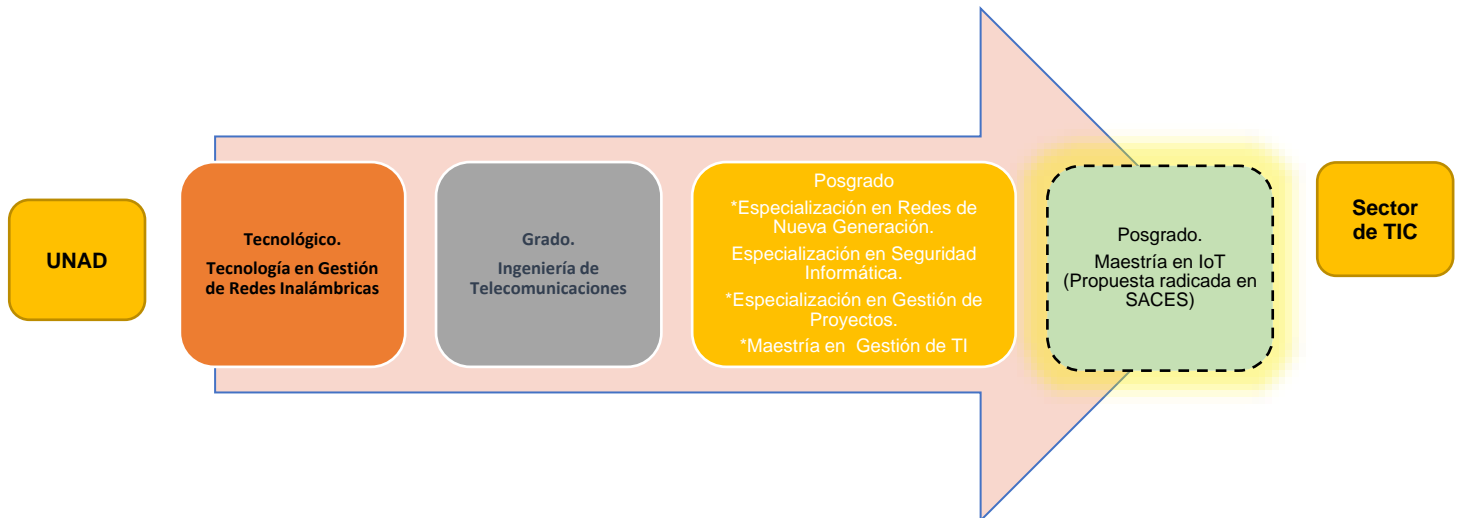 UNAD
Tecnológico.
Tecnología en Gestión
de Redes Inalámbricas
Grado.
Ingeniería de
Telecomunicaciones
Posgrado
*Especialización en Redes de
Nueva Generación.
Especialización en Seguridad
Informática.
*Especialización en Gestión de
Proyectos.
*Maestría en  Gestión de TI
Posgrado.
Maestría en IoT
(Propuesta radicada en
SACES)
Sector
de TIC